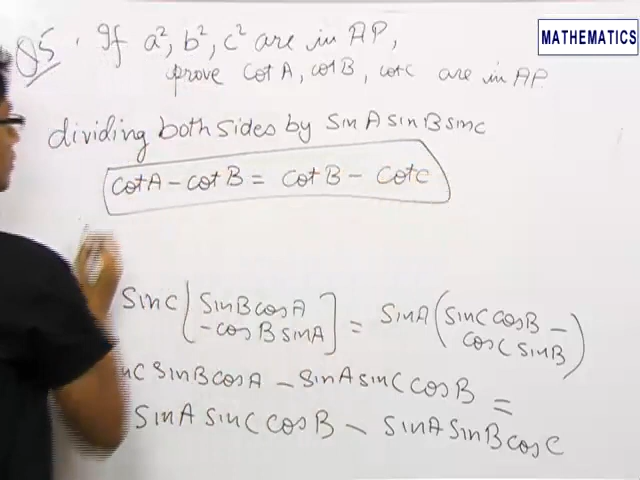 MATHEMATICS
Q5. If a², b², c² are in AP,
prove cot A, cot B, cot C are in AP.
dividing both sides by sin A sin B sin C
cot A - cot B = cot B - cot C
sin C [sin B cos A - cos B sin A] = sin A (sin C cos B - cos C sin B)
nC sin B cos A - sin A sin C cos B =
sin A sin C cos B - sin A sin B cos C